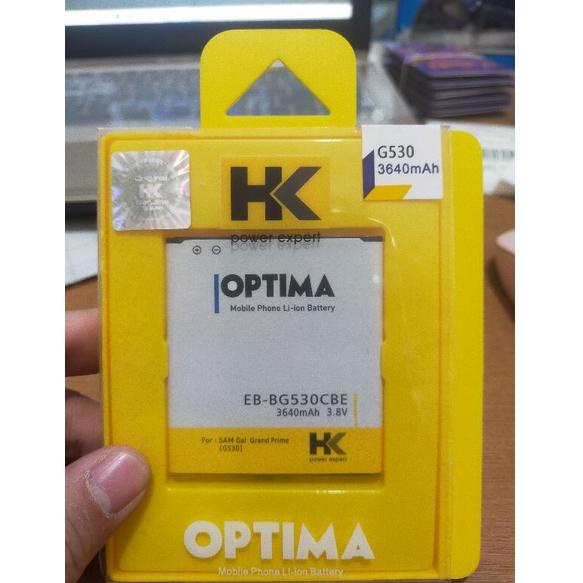 G530
3640mAh
HK
HK
power expert
OPTIMA
Mobile Phone Li-ion Battery
EB-BG530CBE
3640mAh 3.8V
For : SAM-Gal Grand Prime
(G530)
HK
power expert
OPTIMA
Mobile Phone Li-ion Battery